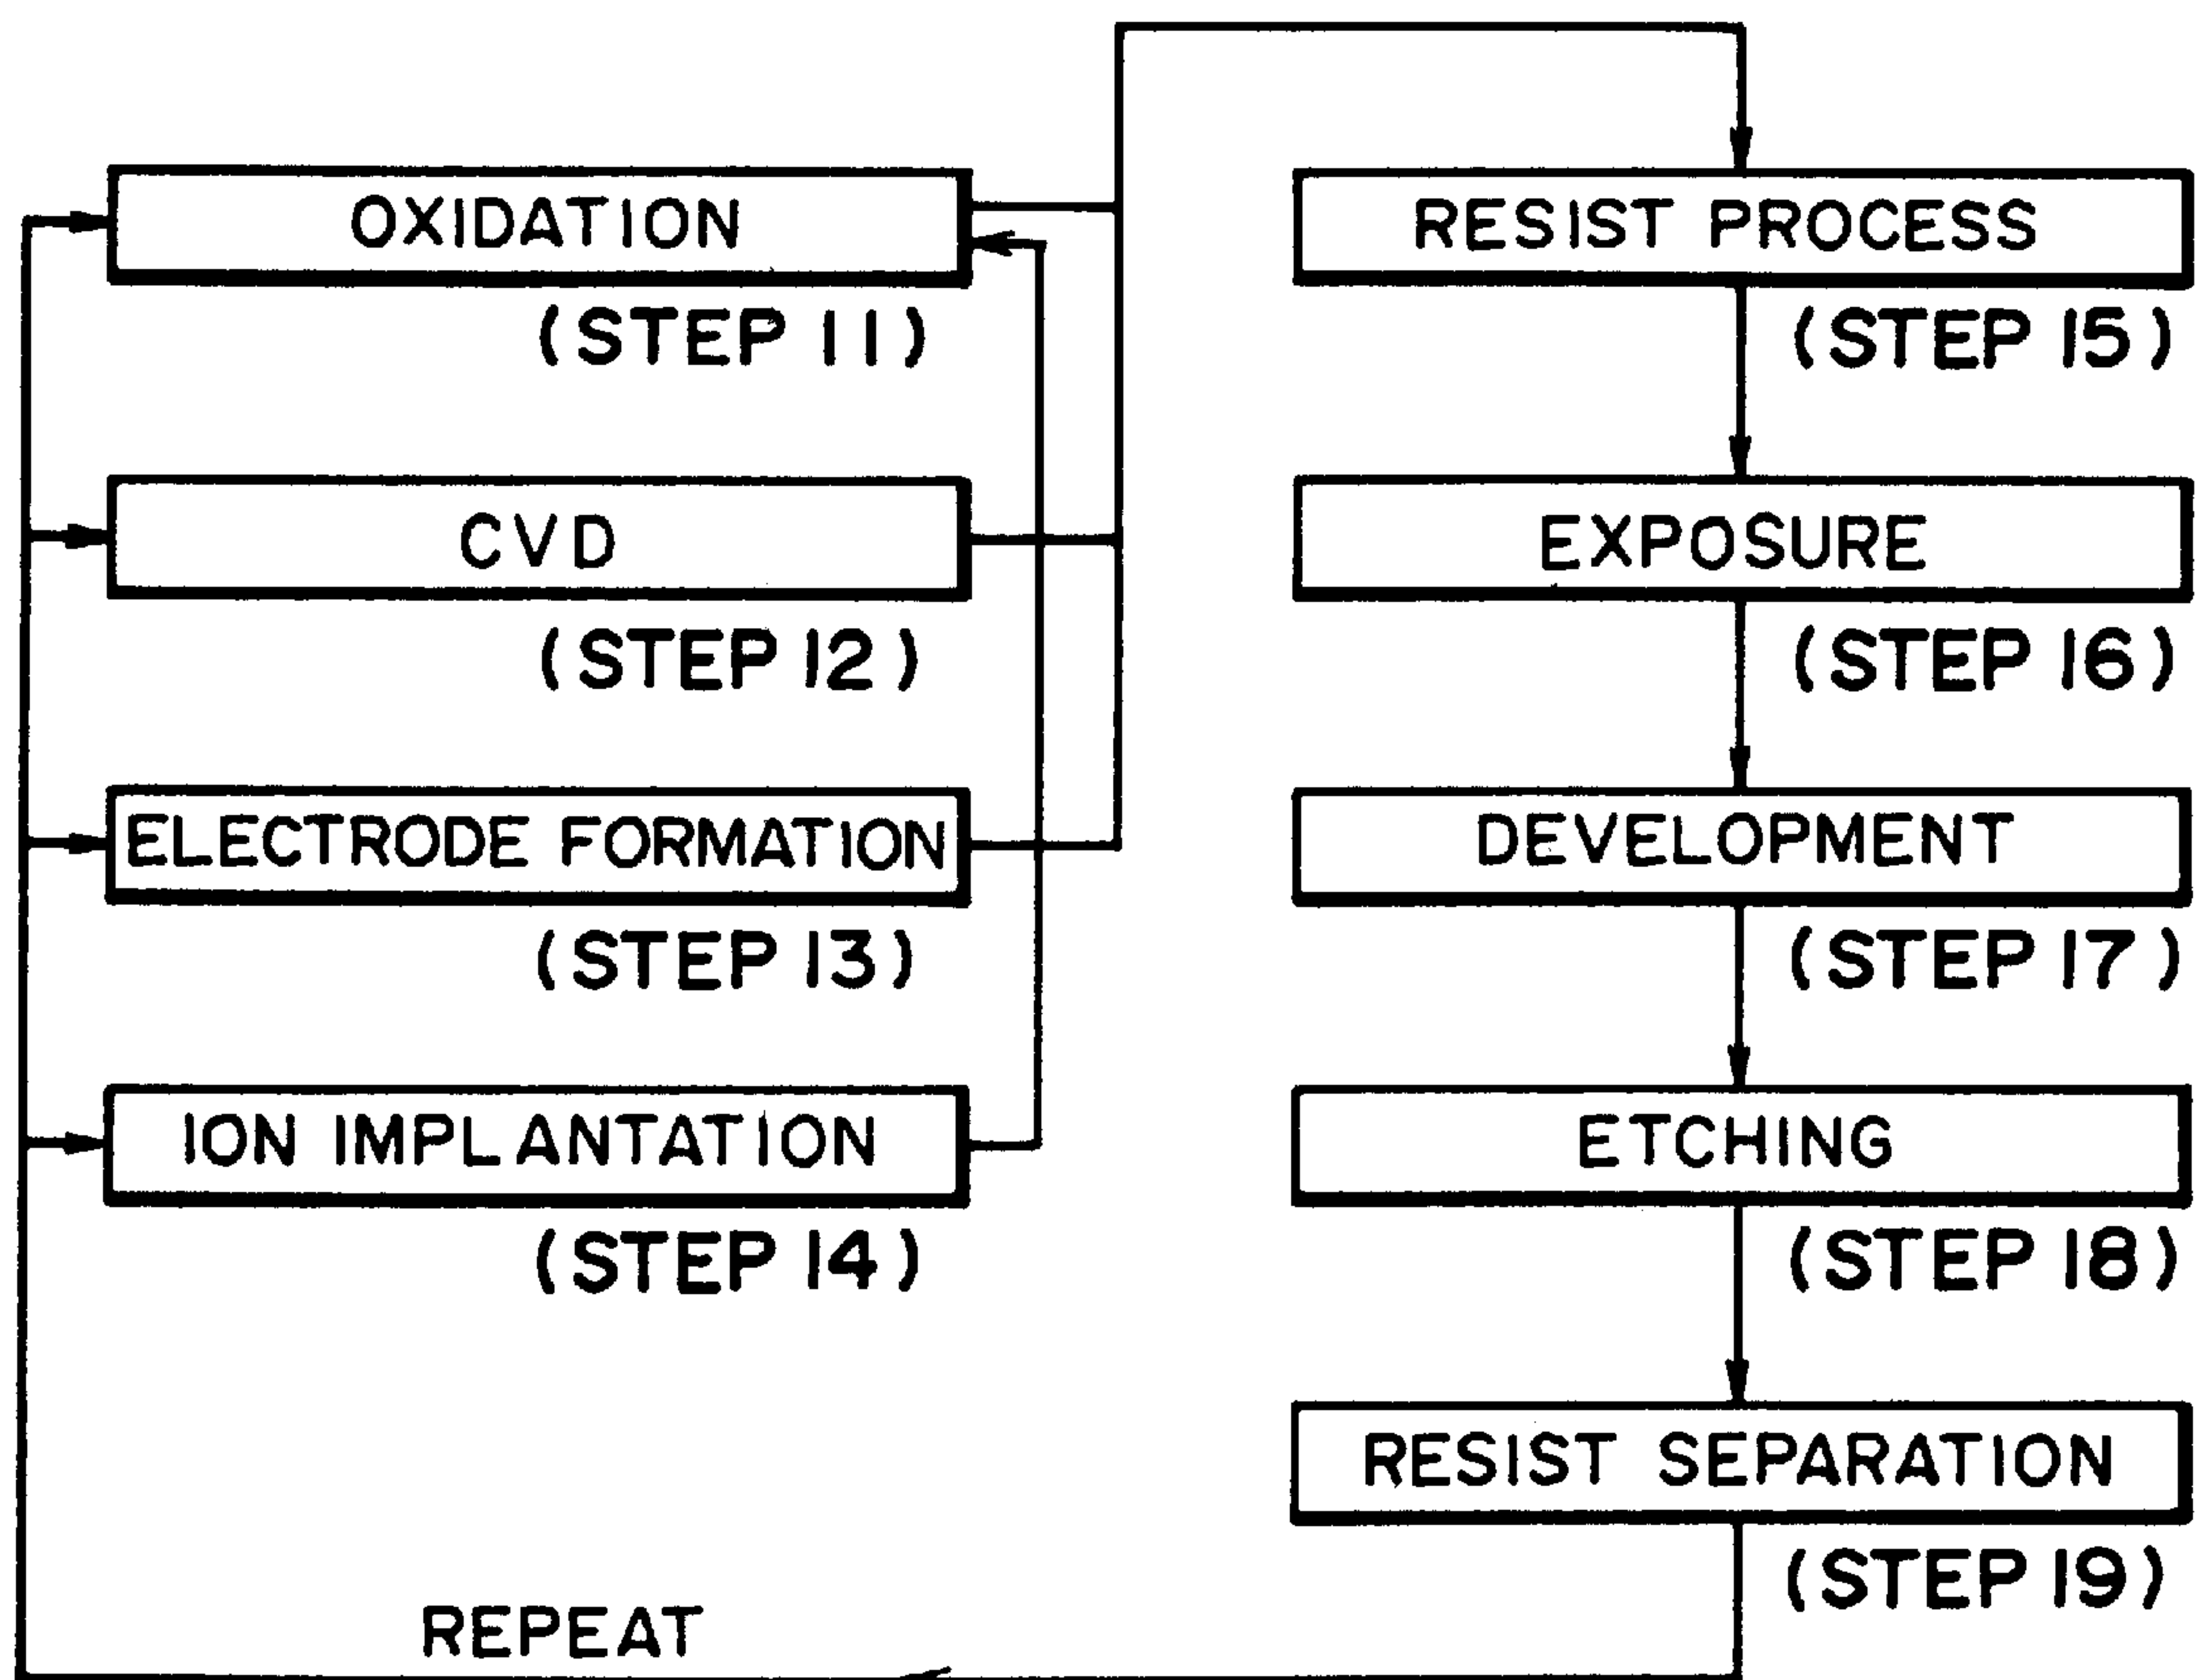 OXIDATION
(STEP 11)
CVD
(STEP 12)
ELECTRODE FORMATION
(STEP 13)
ION IMPLANTATION
(STEP 14)
RESIST PROCESS
(STEP 15)
EXPOSURE
(STEP 16)
DEVELOPMENT
(STEP 17)
ETCHING
(STEP 18)
RESIST SEPARATION
(STEP 19)
REPEAT